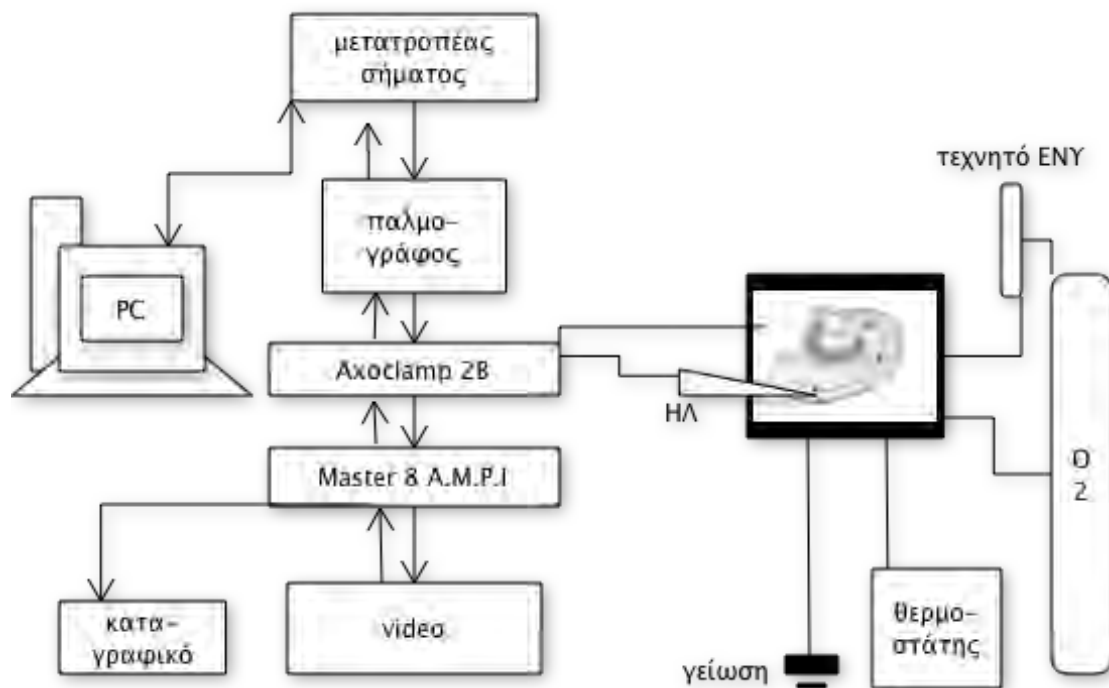 μετατροπέας
σήματος
τεχνητό ΕΝΥ
παλμο-
γράφος
PC
Axoclamp 2B
ΗΛ
Master 8 A.M.P.I
O
2
κατα-
γραφικό
video
θερμο-
στάτης
γείωση